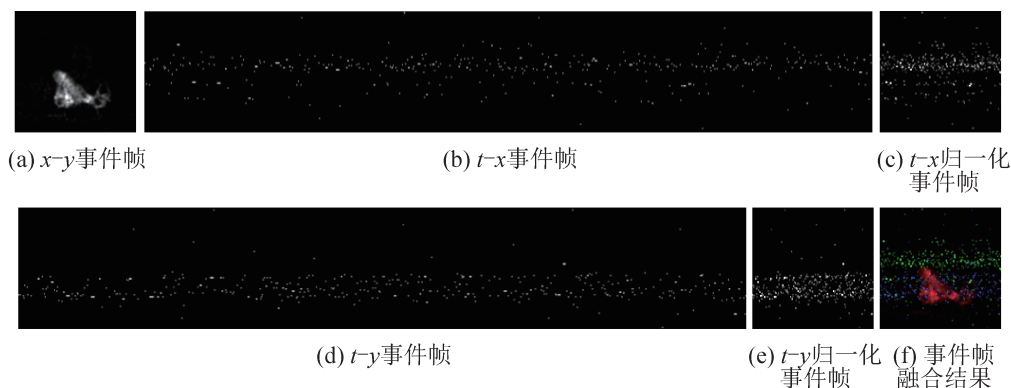 (a) x-y事件帧
(b) t-x事件帧
(c) t-x归一化
事件帧
(d) t-y事件帧
(e) t-y归一化
事件帧
(f) 事件帧
融合结果